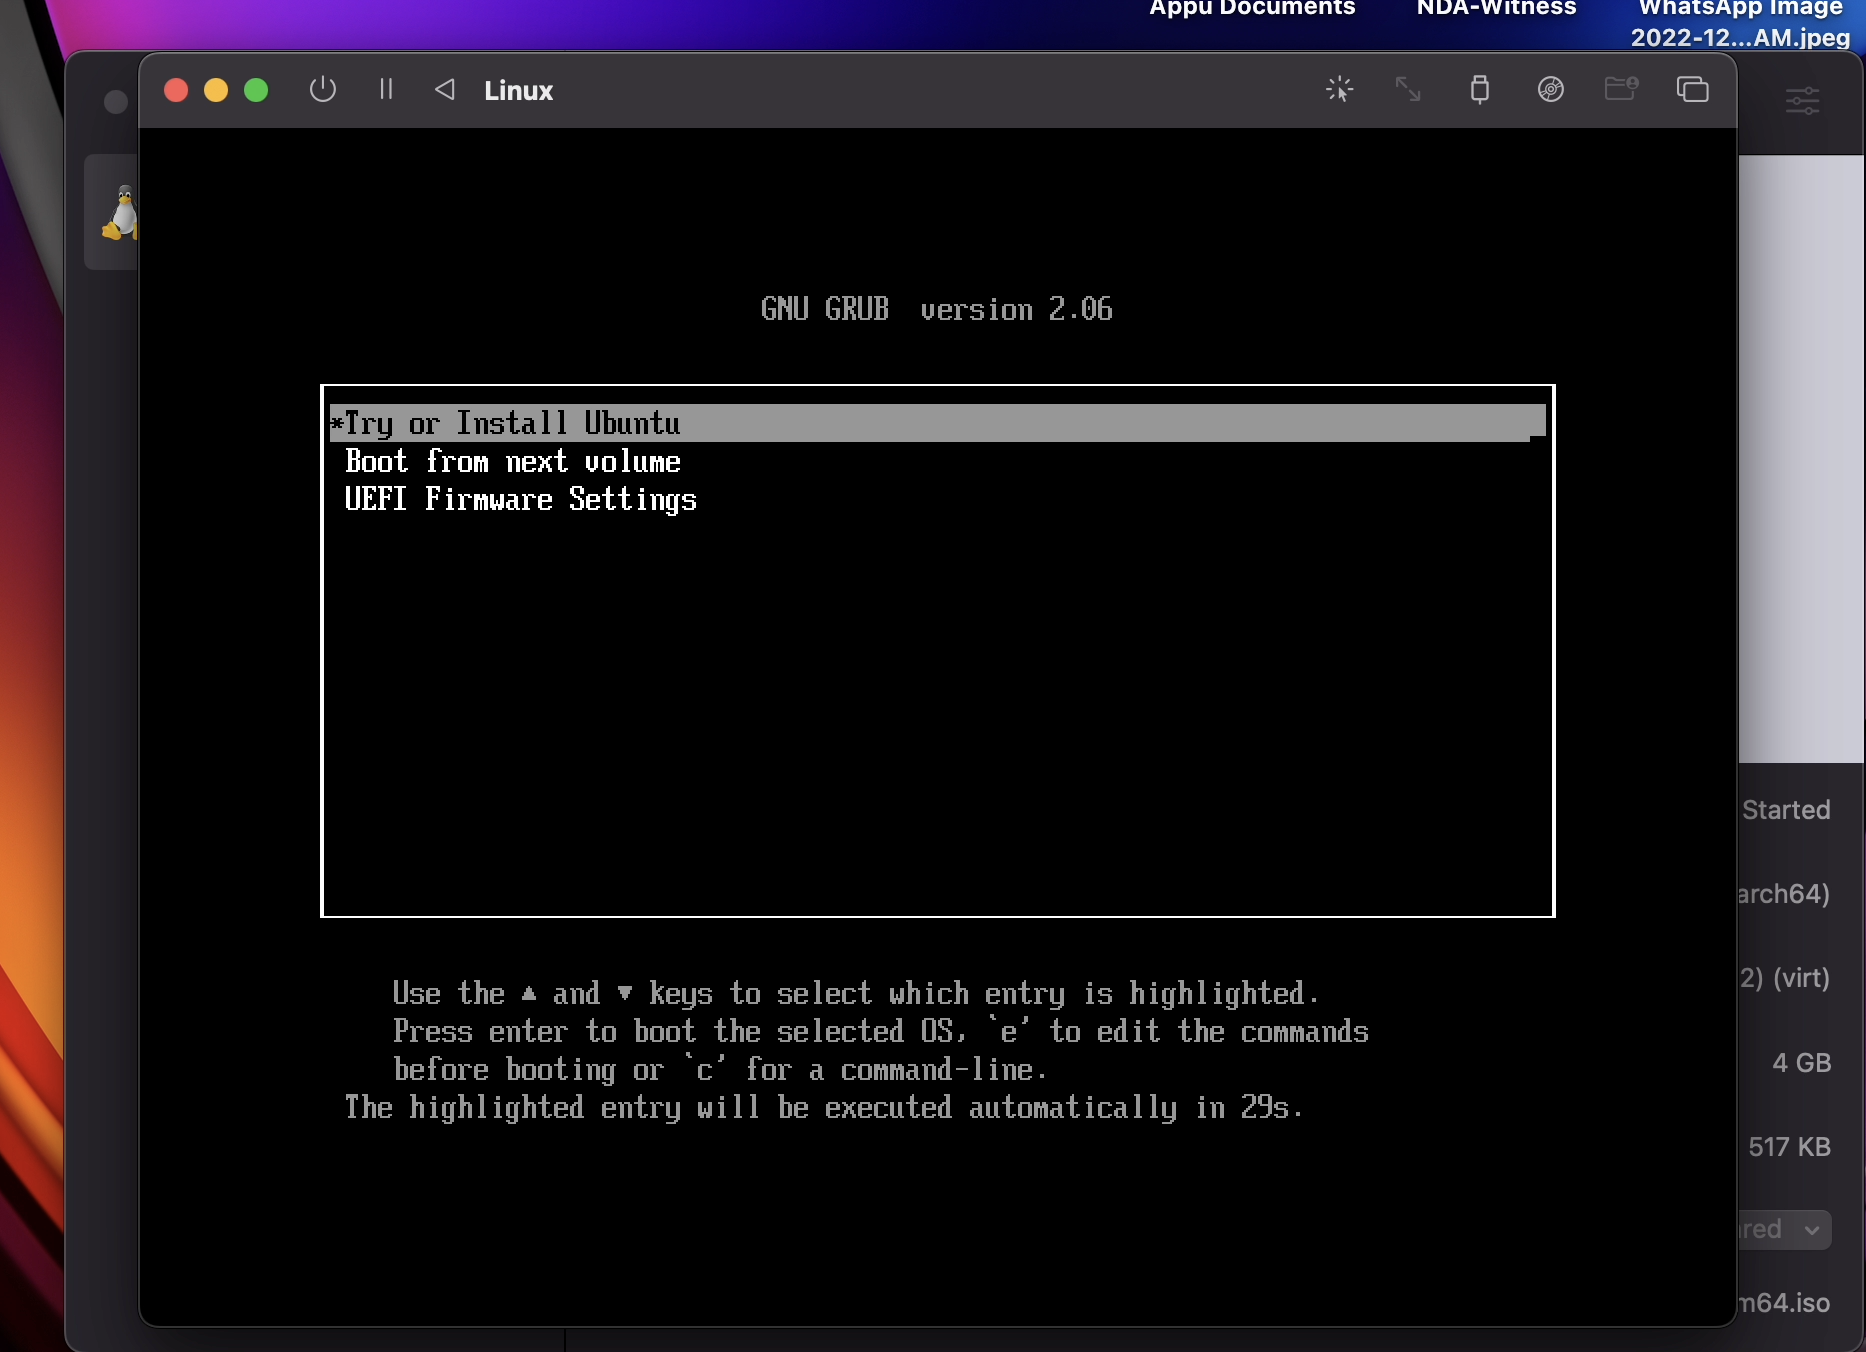 Appu Documents
NDA-Witness
WhatsApp Image
2022-12...AM.jpeg
Linux
GNU GRUB version 2.06
*Try or Install Ubuntu
Boot from next volume
UEFI Firmware Settings
Use the ▲ and ▼ keys to select which entry is highlighted.
Press enter to boot the selected OS, `e' to edit the commands
before booting or `c' for a command-line.
The highlighted entry will be executed automatically in 29s.
Started
arch64)
2) (virt)
4 GB
517 KB
red
m64.iso